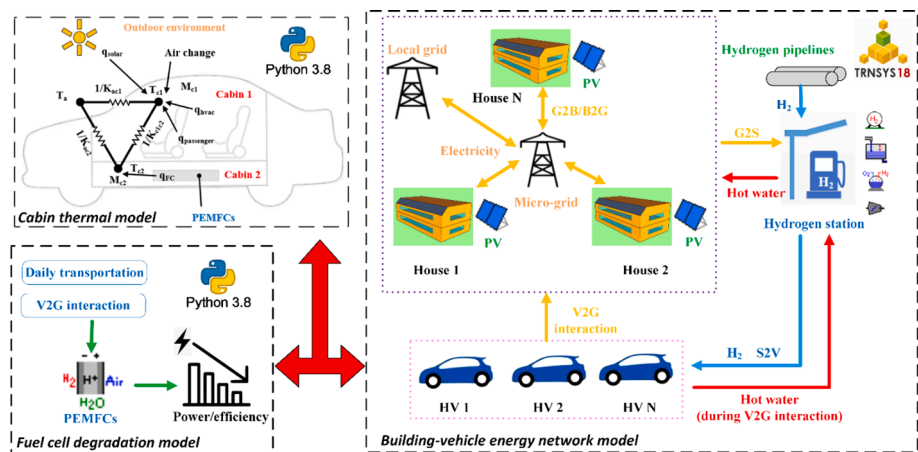 Outdoor environment
q_solar
Air change
Python 3.8
1/K_ac1
M_c1
T_a
T_c1
Cabin 1
q_hvac
1/K_ac2
1/K_c1c2
q_passenger
T_c2
Cabin 2
M_c2
q_FC
PEMFCs
Cabin thermal model
Daily transportation
V2G interaction
Python 3.8
- +
H₂
H⁺
Air
H₂O
PEMFCs
Power/efficiency
Fuel cell degradation model
Local grid
House N
PV
G2B/B2G
Electricity
Micro-grid
PV
House 1
PV
House 2
V2G
interaction
HV 1
HV 2
HV N
Building-vehicle energy network model
Hydrogen pipelines
TRNSYS18
H₂
G2S
Hot water
H₂
H₂
O₂
H₂
Hydrogen station
H₂ S2V
Hot water
(during V2G interaction)